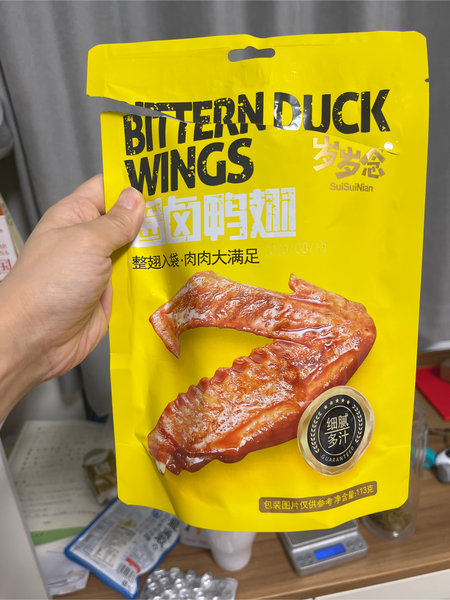 BITTERN DUCK
WINGS
岁岁念
SuiSuiNian
卤鸭翅
整翅入袋·肉肉大满足
细腻
多汁
GUARANTEED
包装图片仅供参考 净含量:113克